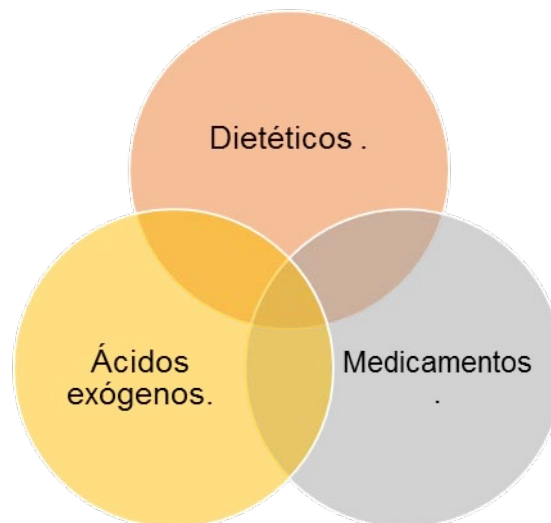 Dietéticos .
Ácidos
exógenos.
Medicamentos
.